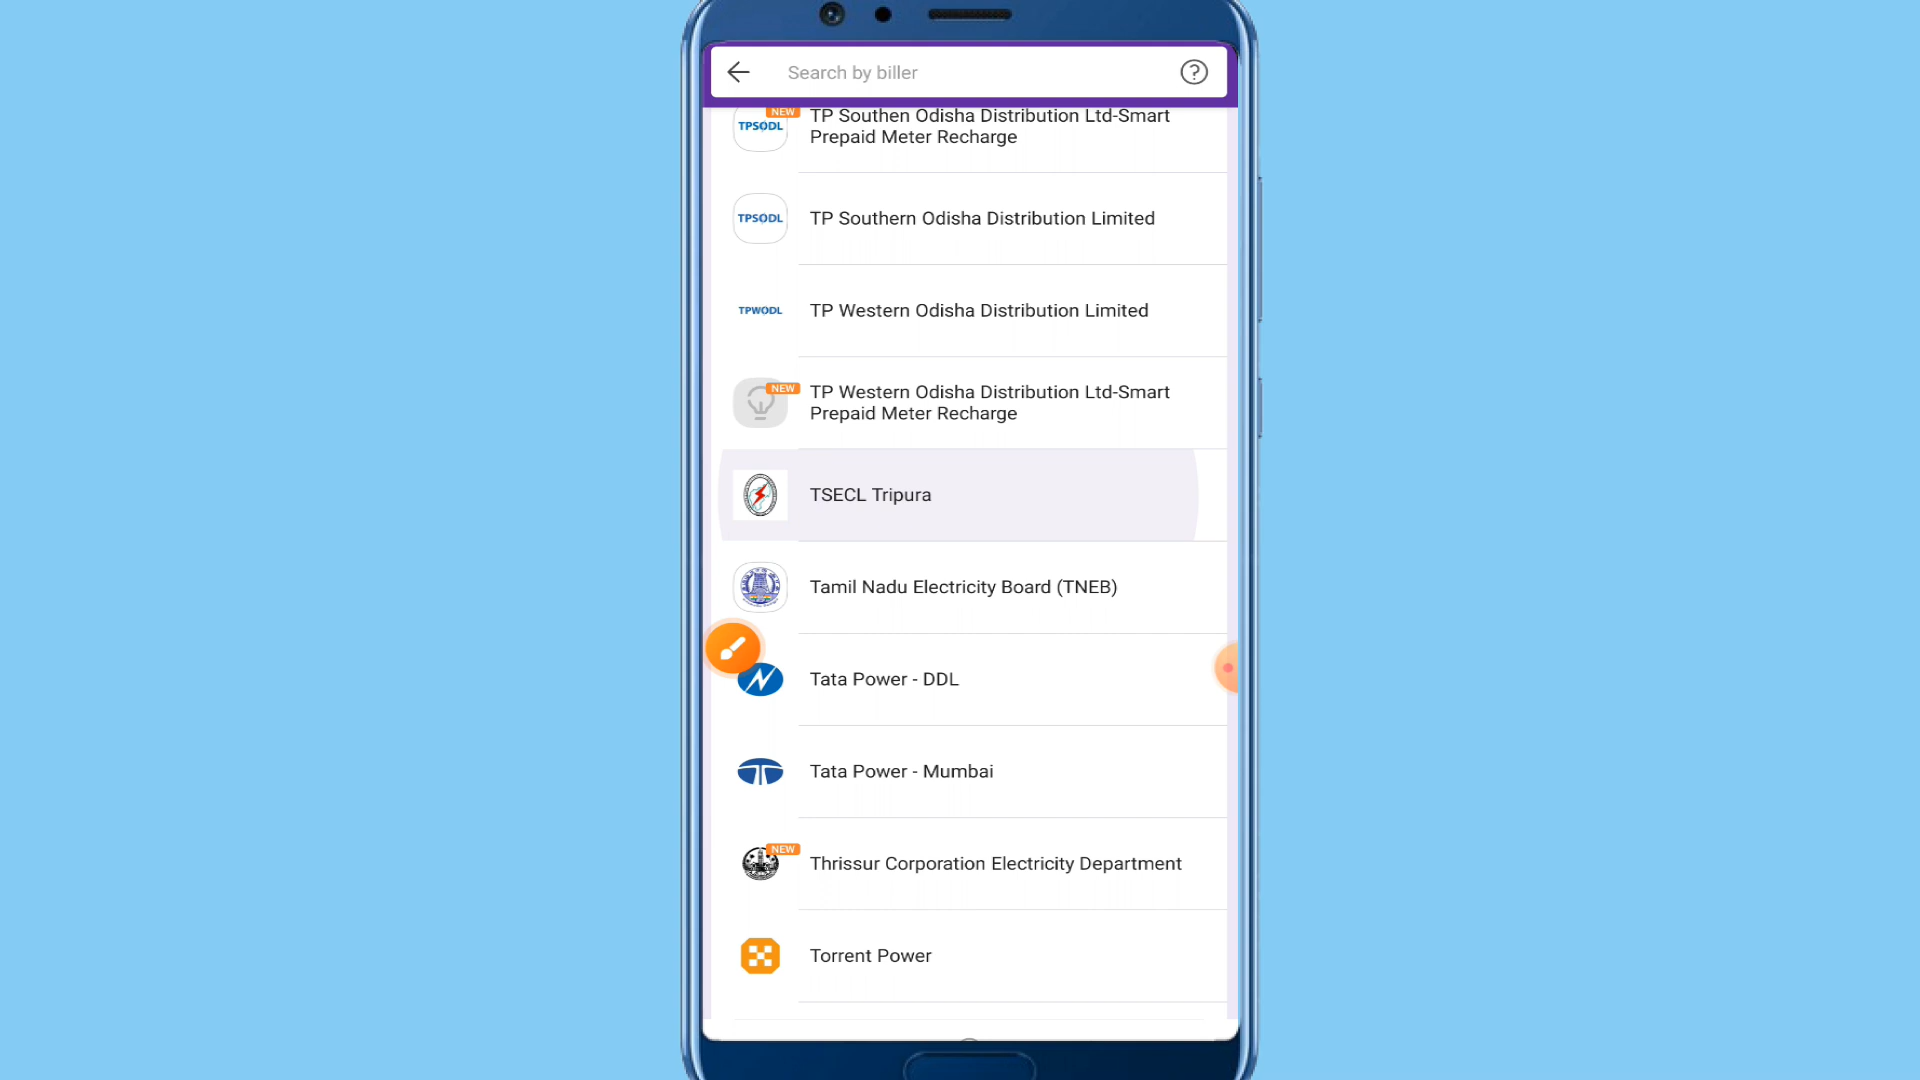 Search by biller
NEW
TPSODL
TP Southen Odisha Distribution Ltd-Smart
Prepaid Meter Recharge
TPSODL
TP Southern Odisha Distribution Limited
TPWODL
TP Western Odisha Distribution Limited
NEW
TP Western Odisha Distribution Ltd-Smart
Prepaid Meter Recharge
TSECL Tripura
Tamil Nadu Electricity Board (TNEB)
Tata Power - DDL
Tata Power - Mumbai
NEW
Thrissur Corporation Electricity Department
Torrent Power